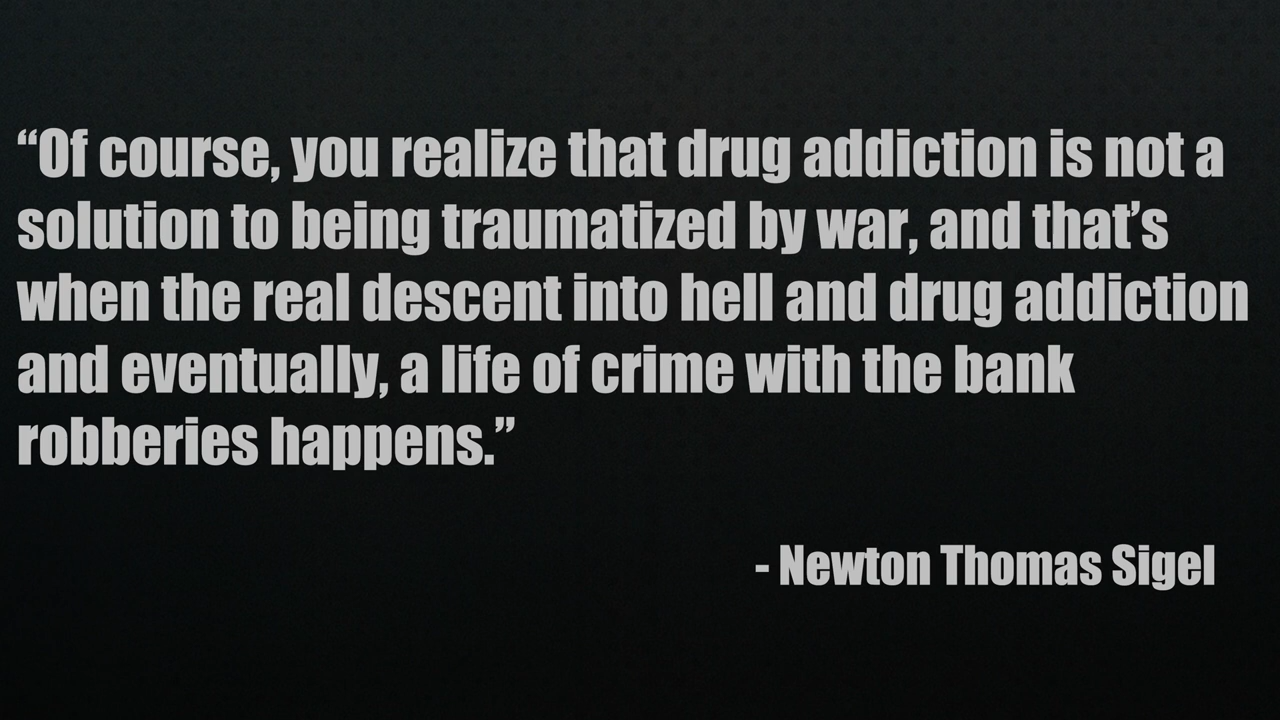 “Of course, you realize that drug addiction is not a
solution to being traumatized by war, and that’s
when the real descent into hell and drug addiction
and eventually, a life of crime with the bank
robberies happens.”
- Newton Thomas Sigel